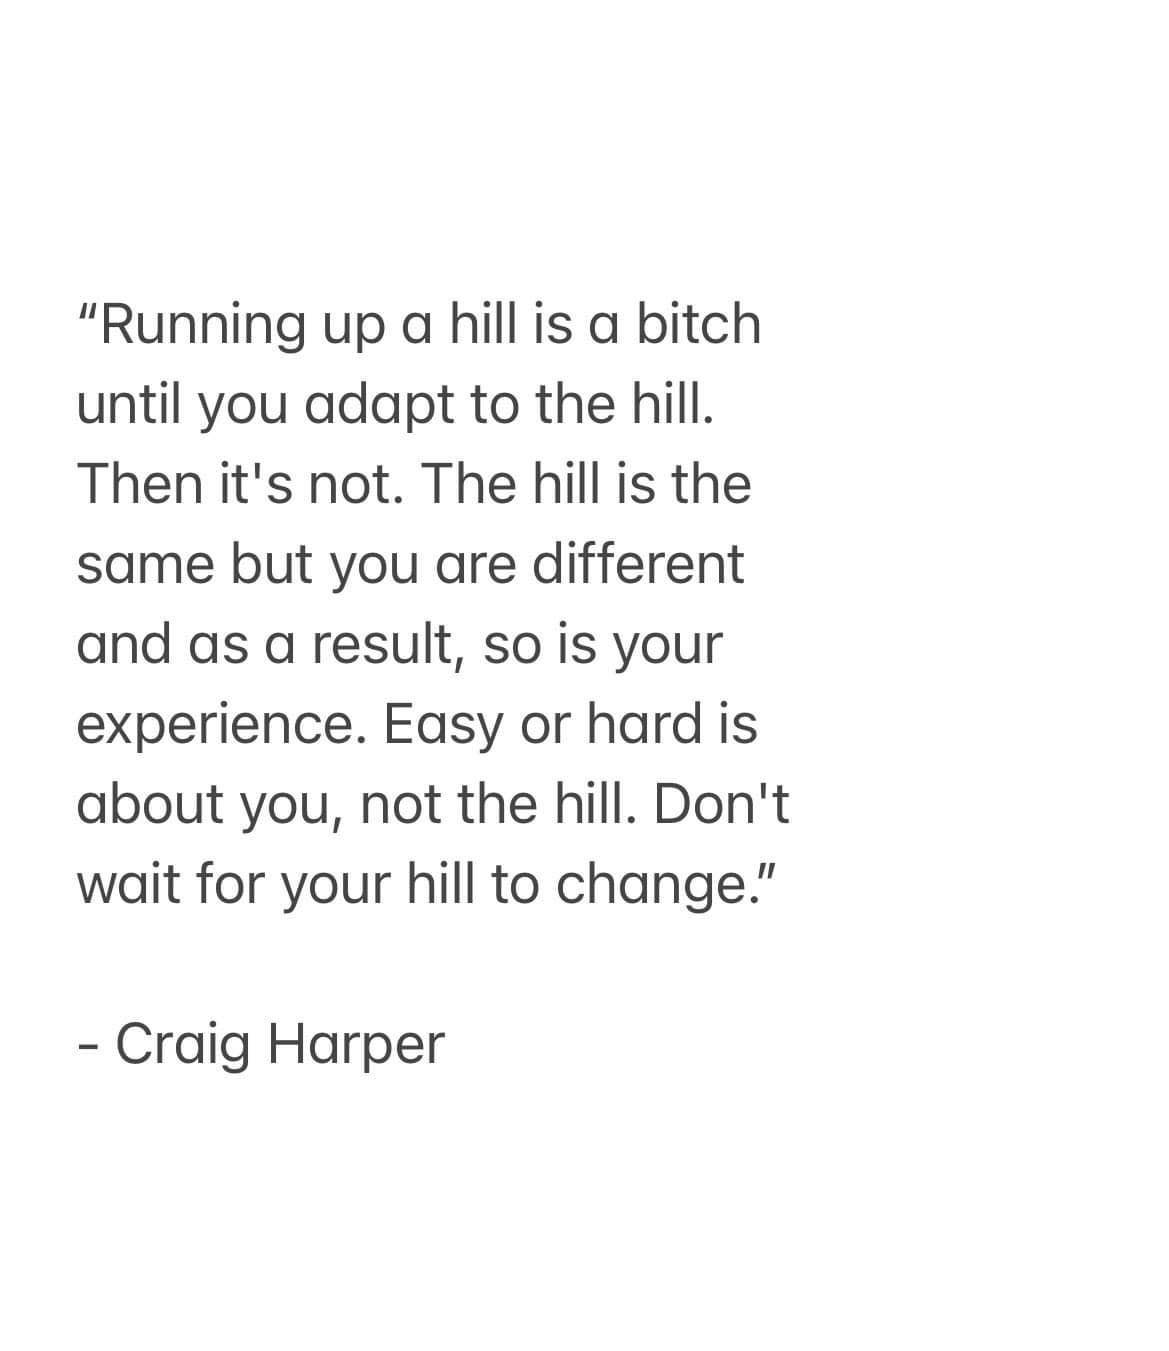 “Running up a hill is a bitch
until you adapt to the hill.
Then it's not. The hill is the
same but you are different
and as a result, so is your
experience. Easy or hard is
about you, not the hill. Don't
wait for your hill to change.”
- Craig Harper